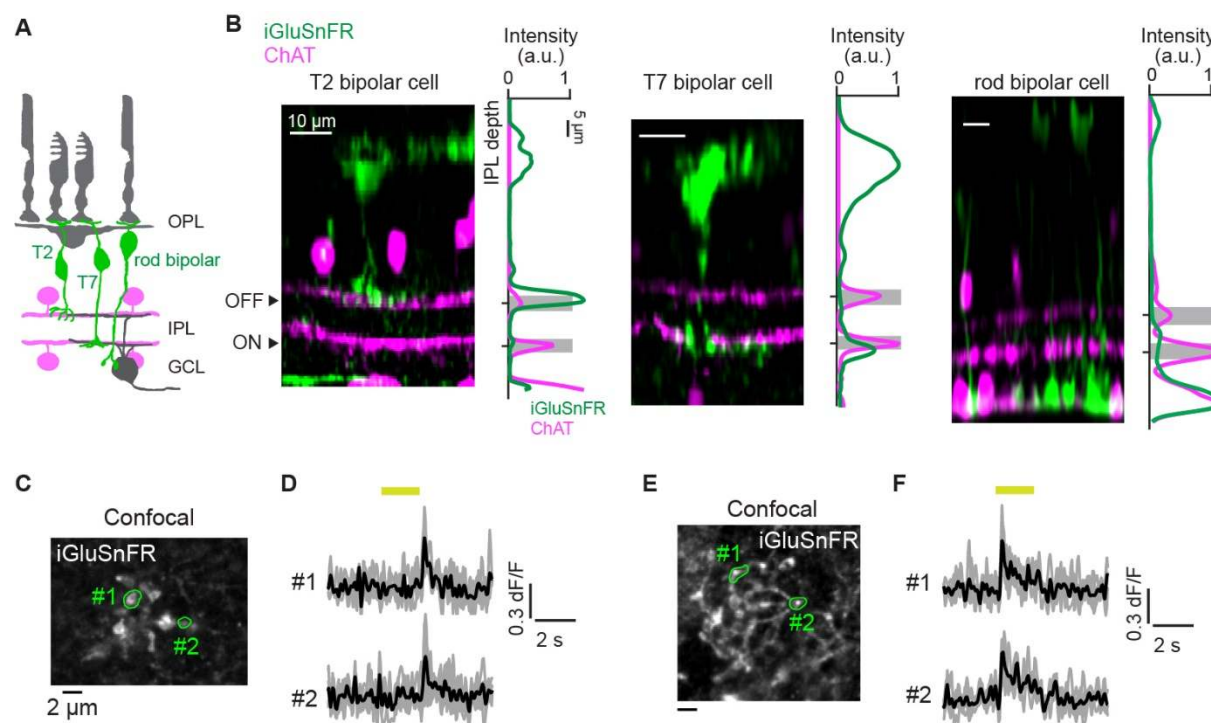 A
OPL
T2
T7
rod bipolar
IPL
GCL
B
iGluSnFR
ChAT
T2 bipolar cell
Intensity
(a.u.)
0 1
10 µm
IPL depth
5 µm
OFF
ON
iGluSnFR
ChAT
T7 bipolar cell
Intensity
(a.u.)
0 1
rod bipolar cell
Intensity
(a.u.)
0 1
C
Confocal
iGluSnFR
#1
#2
2 µm
D
#1
#2
0.3 dF/F
2 s
E
Confocal
iGluSnFR
#1
#2
F
#1
#2
0.3 dF/F
2 s